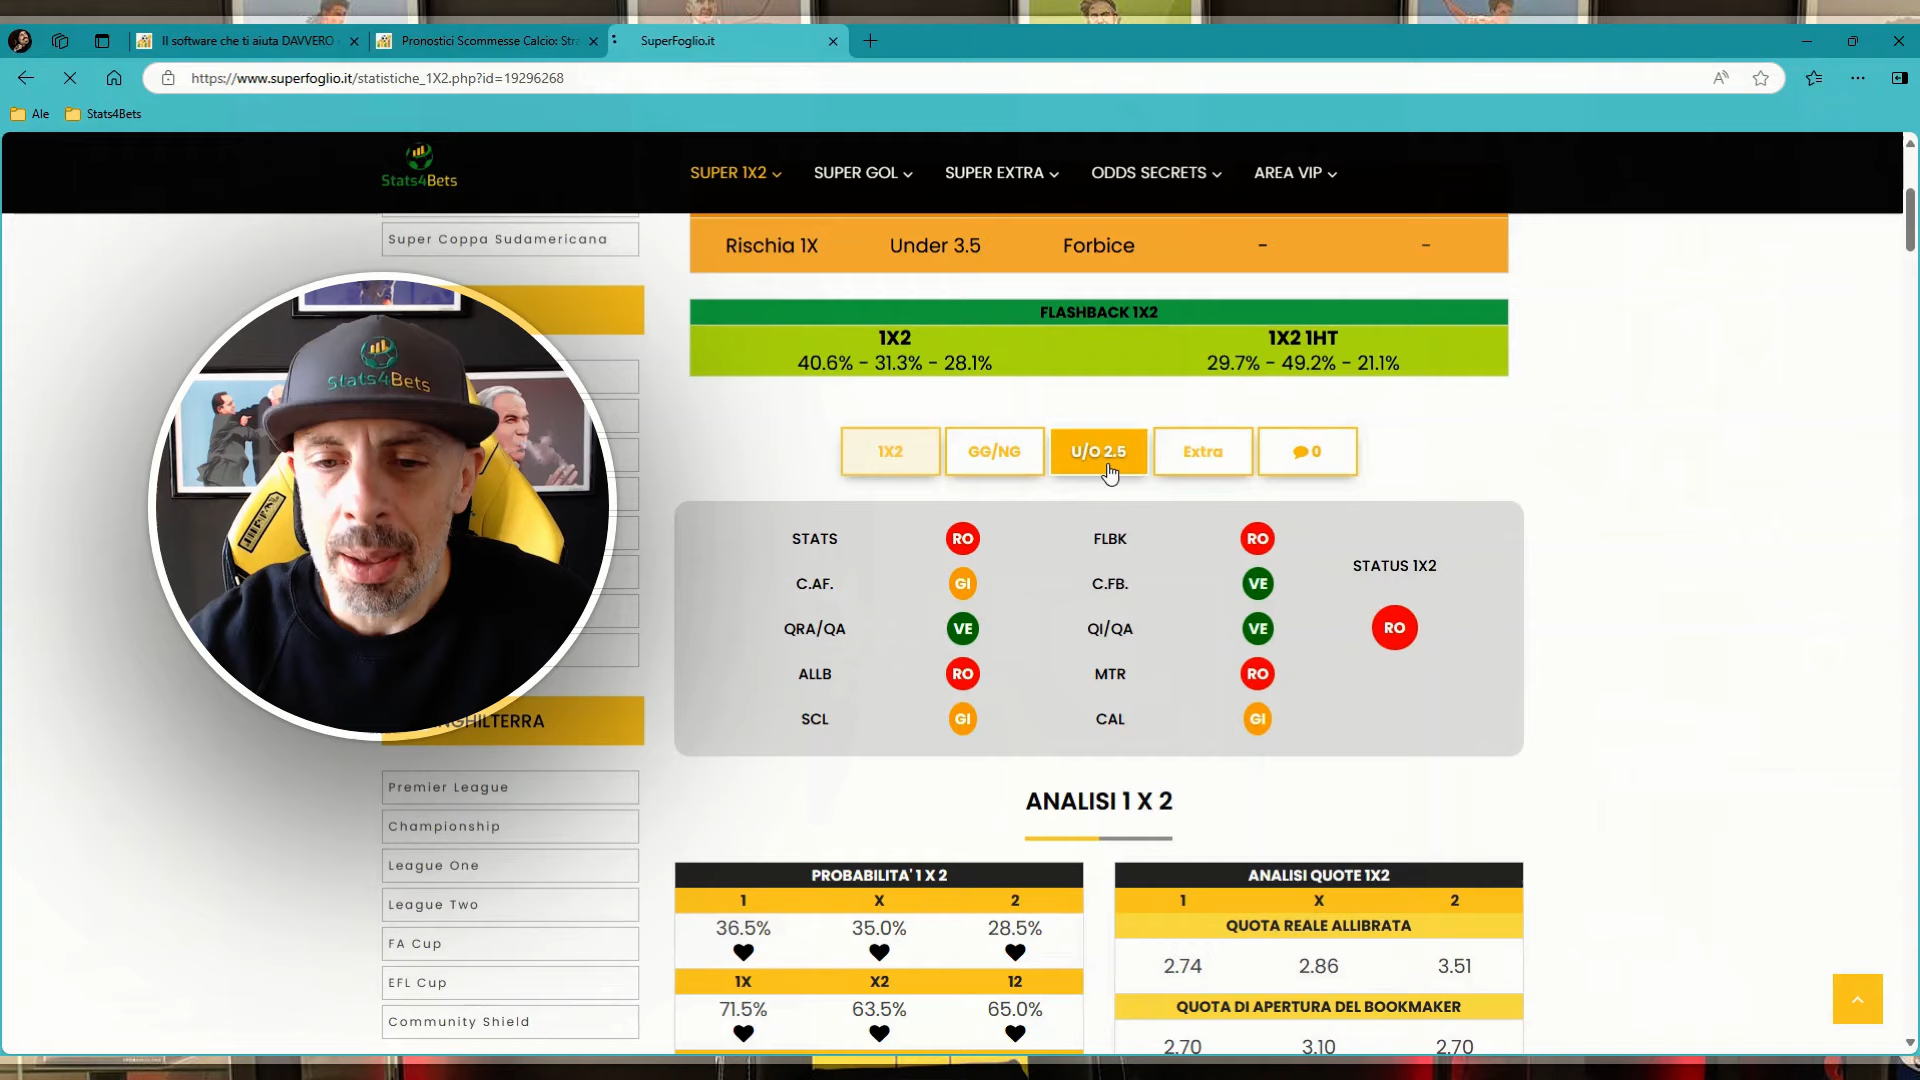 Il software che ti aiuta DAVVERO
Pronostici Scommesse Calcio: Stra
SuperFoglio.it
https://www.superfoglio.it/statistiche_1X2.php?id=19296268
Ale
Stats4Bets
Stats4Bets
SUPER 1X2
SUPER GOL
SUPER EXTRA
ODDS SECRETS
AREA VIP
Super Coppa Sudamericana
Rischia 1X Under 3.5 Forbice - -
FLASHBACK 1X2
1X2 1X2 1HT
40.6% - 31.3% - 28.1% 29.7% - 49.2% - 21.1%
Stats4Bets
1X2 GG/NG U/O 2.5 Extra 0
STATS RO FLBK RO
STATUS 1X2
C.AF. GI C.FB. VE
QRA/QA VE QI/QA VE RO
ALLB RO MTR RO
SCL GI CAL GI
NGHILTERRA
Premier League
Championship
League One
League Two
FA Cup
EFL Cup
Community Shield
ANALISI 1 X 2
PROBABILITA' 1 X 2
1 X 2
36.5% 35.0% 28.5%
1X X2 12
71.5% 63.5% 65.0%
ANALISI QUOTE 1X2
1 X 2
QUOTA REALE ALLIBRATA
2.74 2.86 3.51
QUOTA DI APERTURA DEL BOOKMAKER
2.70 3.10 2.70